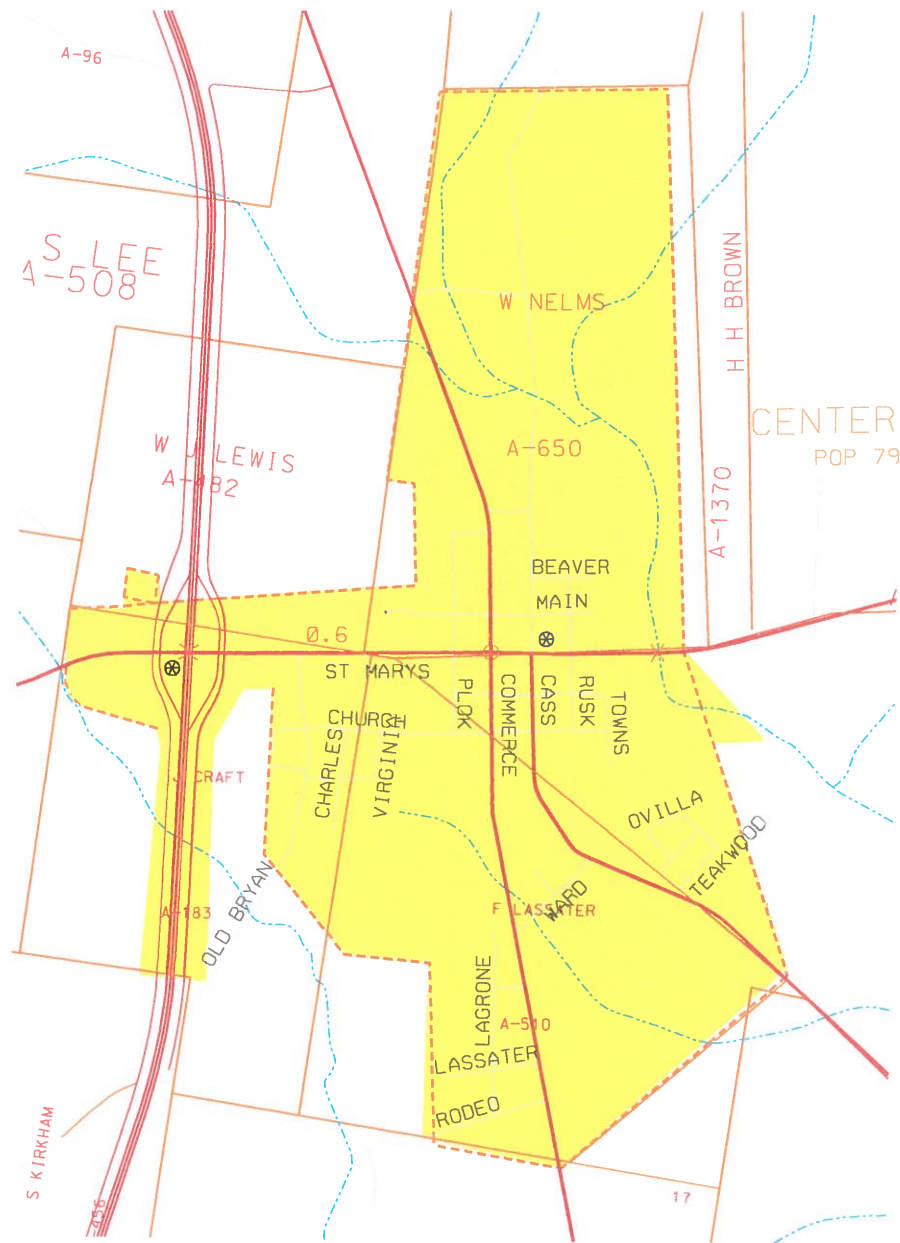 A-96
S LEE
A-508
W NELMS
H H BROWN
CENTER
POP 79
W J LEWIS
A-482
A-650
A-1370
BEAVER
MAIN
0.6
ST MARYS
PLOK
COMMERCE
CASS
RUSK
TOWNS
CHURCH
CHARLES
VIRGINIA
J CRAFT
OVILLA
TEAKWOOD
WARD
OLD BRYAN
A-183
F LASSATER
LAGRONE
A-510
LASSATER
RODEO
S KIRKHAM
17
-456